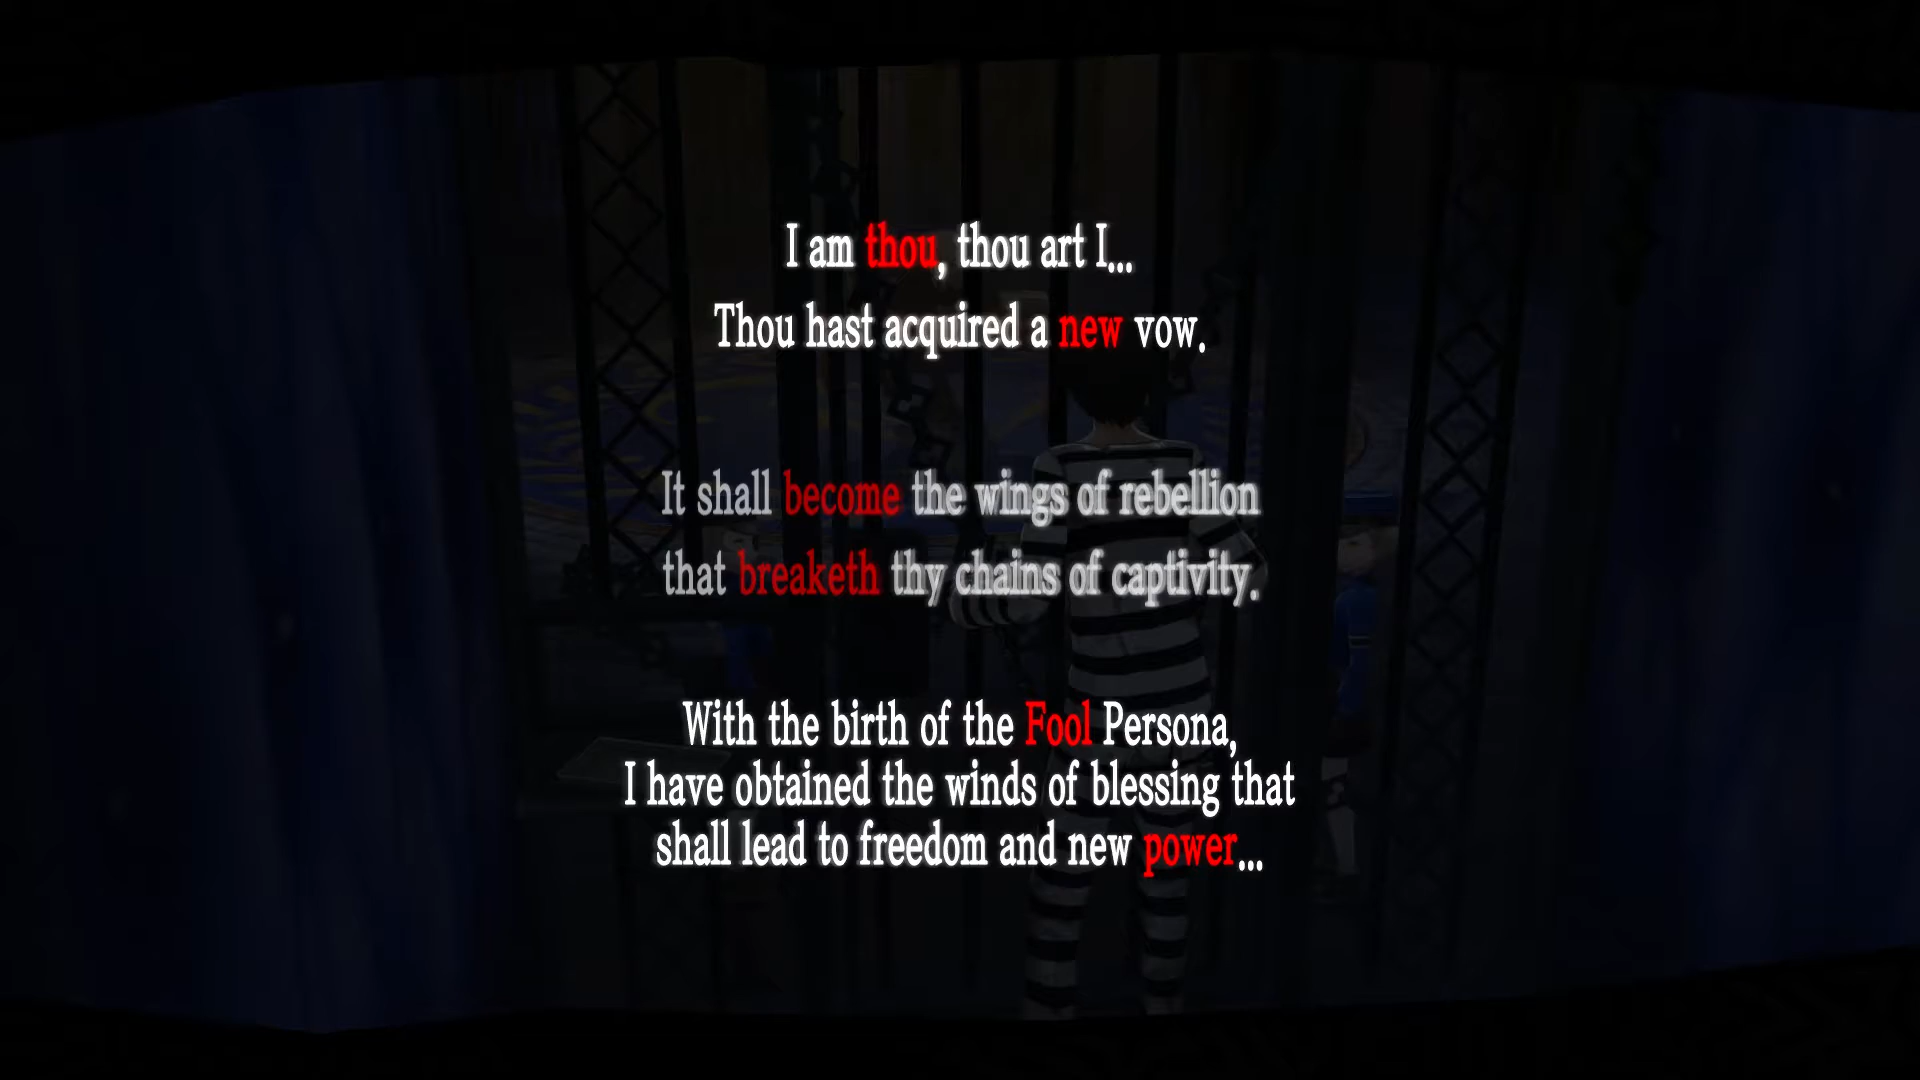 I am thou, thou art I...
Thou hast acquired a new vow.
It shall become the wings of rebellion
that breaketh thy chains of captivity.
With the birth of the Fool Persona,
I have obtained the winds of blessing that
shall lead to freedom and new power...